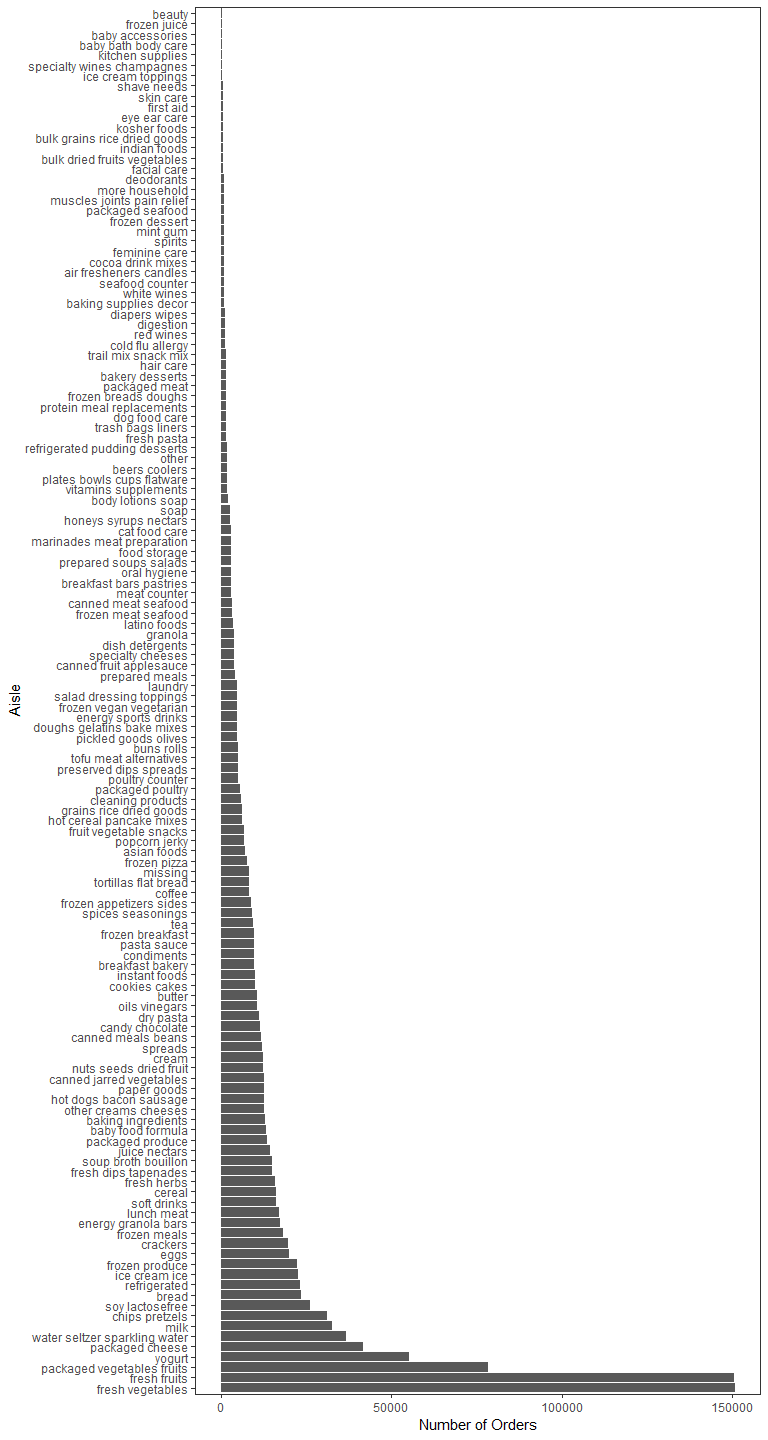 beauty
frozen juice
baby accessories
baby bath body care
kitchen supplies
specialty wines champagnes
ice cream toppings
shave needs
skin care
first aid
eye ear care
kosher foods
bulk grains rice dried goods
indian foods
bulk dried fruits vegetables
facial care
deodorants
more household
muscles joints pain relief
packaged seafood
frozen dessert
mint gum
spirits
feminine care
cocoa drink mixes
air fresheners candles
seafood counter
white wines
baking supplies decor
diapers wipes
digestion
red wines
cold flu allergy
trail mix snack mix
hair care
bakery desserts
packaged meat
frozen breads doughs
protein meal replacements
dog food care
trash bags liners
fresh pasta
refrigerated pudding desserts
other
beers coolers
plates bowls cups flatware
vitamins supplements
body lotions soap
soap
honeys syrups nectars
cat food care
marinades meat preparation
food storage
prepared soups salads
oral hygiene
breakfast bars pastries
meat counter
canned meat seafood
frozen meat seafood
latino foods
granola
dish detergents
specialty cheeses
canned fruit applesauce
prepared meals
laundry
salad dressing toppings
frozen vegan vegetarian
energy sports drinks
doughs gelatins bake mixes
pickled goods olives
buns rolls
tofu meat alternatives
preserved dips spreads
poultry counter
packaged poultry
cleaning products
grains rice dried goods
hot cereal pancake mixes
fruit vegetable snacks
popcorn jerky
asian foods
frozen pizza
missing
tortillas flat bread
coffee
frozen appetizers sides
spices seasonings
tea
frozen breakfast
pasta sauce
condiments
breakfast bakery
instant foods
cookies cakes
butter
oils vinegars
dry pasta
candy chocolate
canned meals beans
spreads
cream
nuts seeds dried fruit
canned jarred vegetables
paper goods
hot dogs bacon sausage
other creams cheeses
baking ingredients
baby food formula
packaged produce
juice nectars
soup broth bouillon
fresh dips tapenades
fresh herbs
cereal
soft drinks
lunch meat
energy granola bars
frozen meals
crackers
eggs
frozen produce
ice cream ice
refrigerated
bread
soy lactosefree
chips pretzels
milk
water seltzer sparkling water
packaged cheese
yogurt
packaged vegetables fruits
fresh fruits
fresh vegetables
Aisle
0 50000 100000 150000
Number of Orders